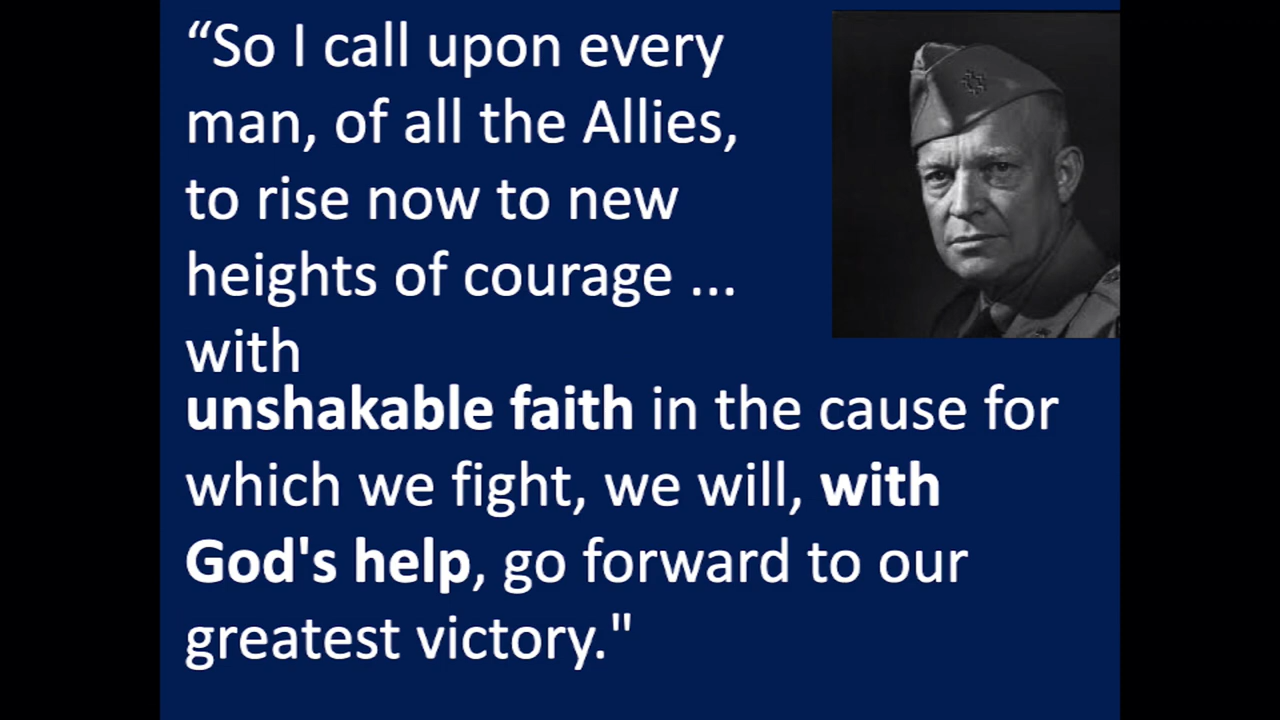 “So I call upon every
man, of all the Allies,
to rise now to new
heights of courage ...
with
unshakable faith in the cause for
which we fight, we will, with
God's help, go forward to our
greatest victory."